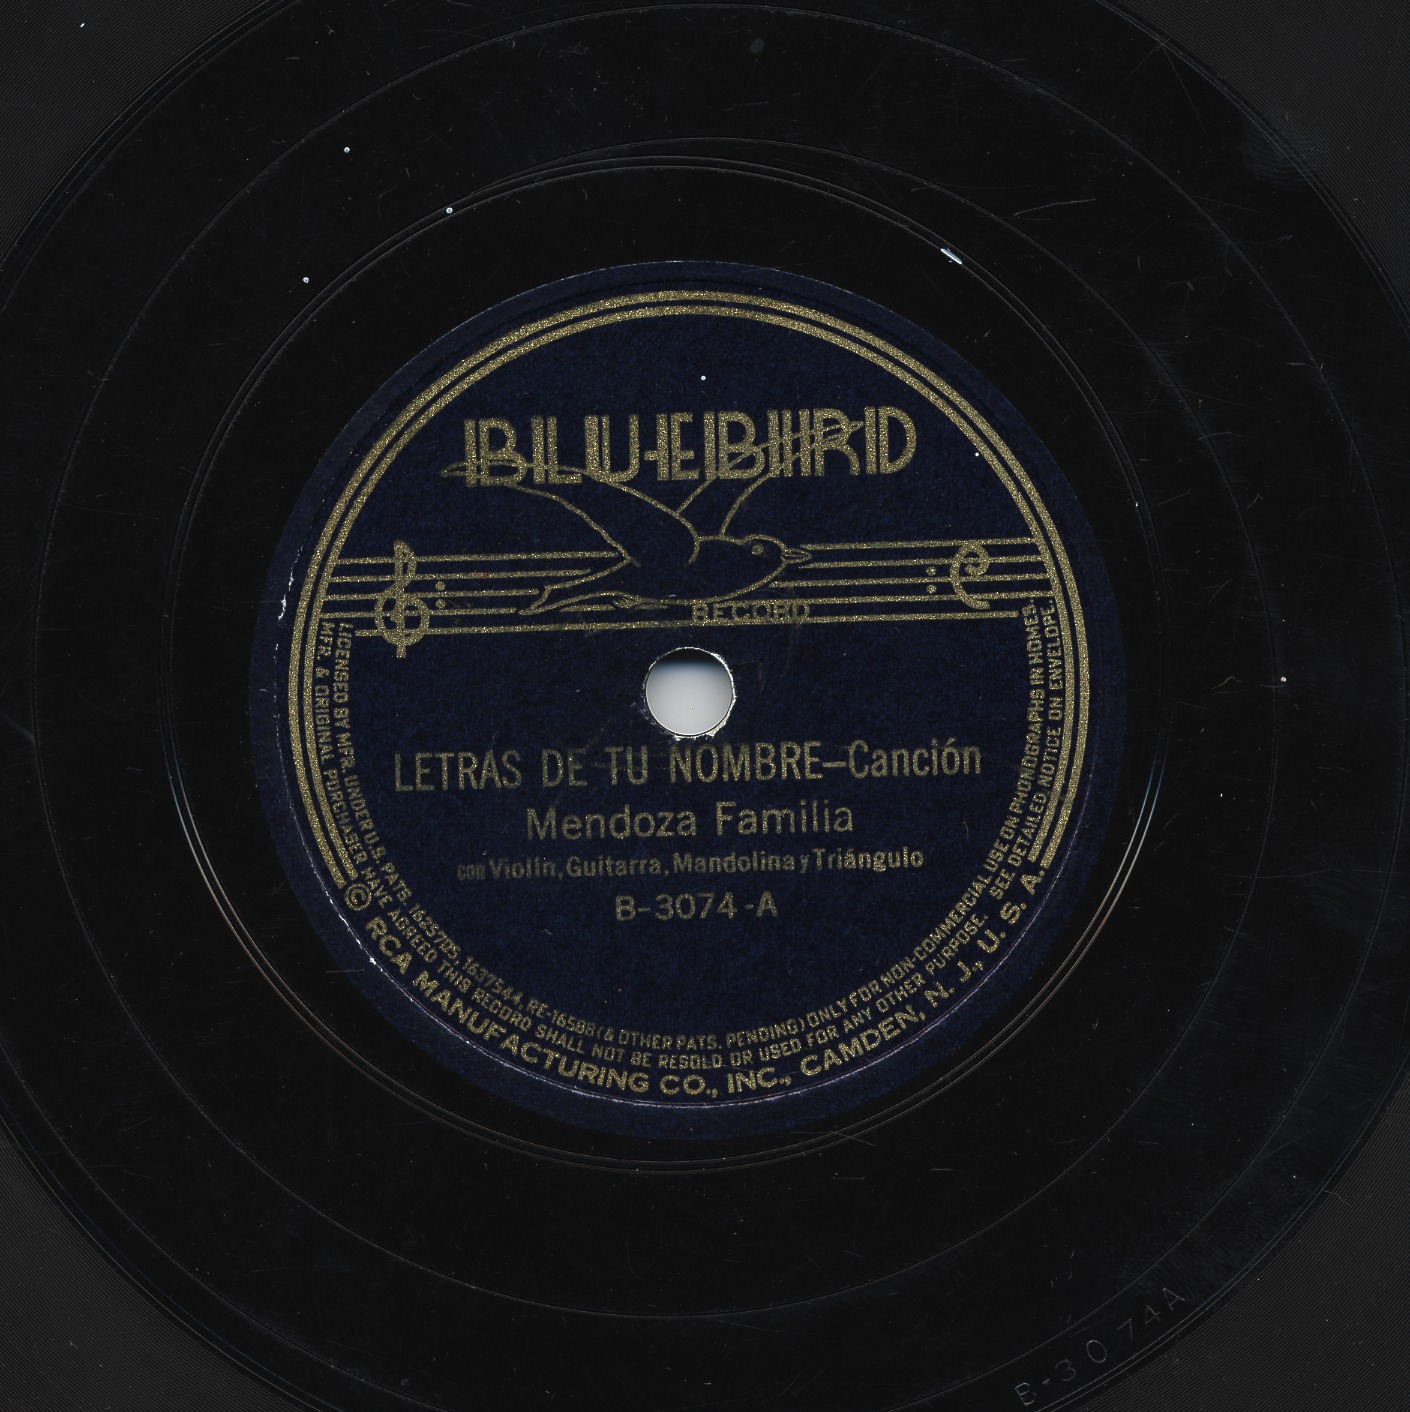 BLUEBIRD
RECORD
LETRAS DE TU NOMBRE—Canción
Mendoza Familia
con Violín, Guitarra, Mandolina y Triángulo
B-3074-A
LICENSED BY MFR. UNDER U.S. PATS. 1625705, 1637544, RE-16588 (& OTHER PATS. PENDING) ONLY FOR NON-COMMERCIAL USE ON PHONOGRAPHS IN HOMES.
MFR. & ORIGINAL PURCHASER HAVE AGREED THIS RECORD SHALL NOT BE RESOLD OR USED FOR ANY OTHER PURPOSE. SEE DETAILED NOTICE ON ENVELOPE.
© RCA MANUFACTURING CO., INC., CAMDEN, N. J., U. S. A.
B-3074A